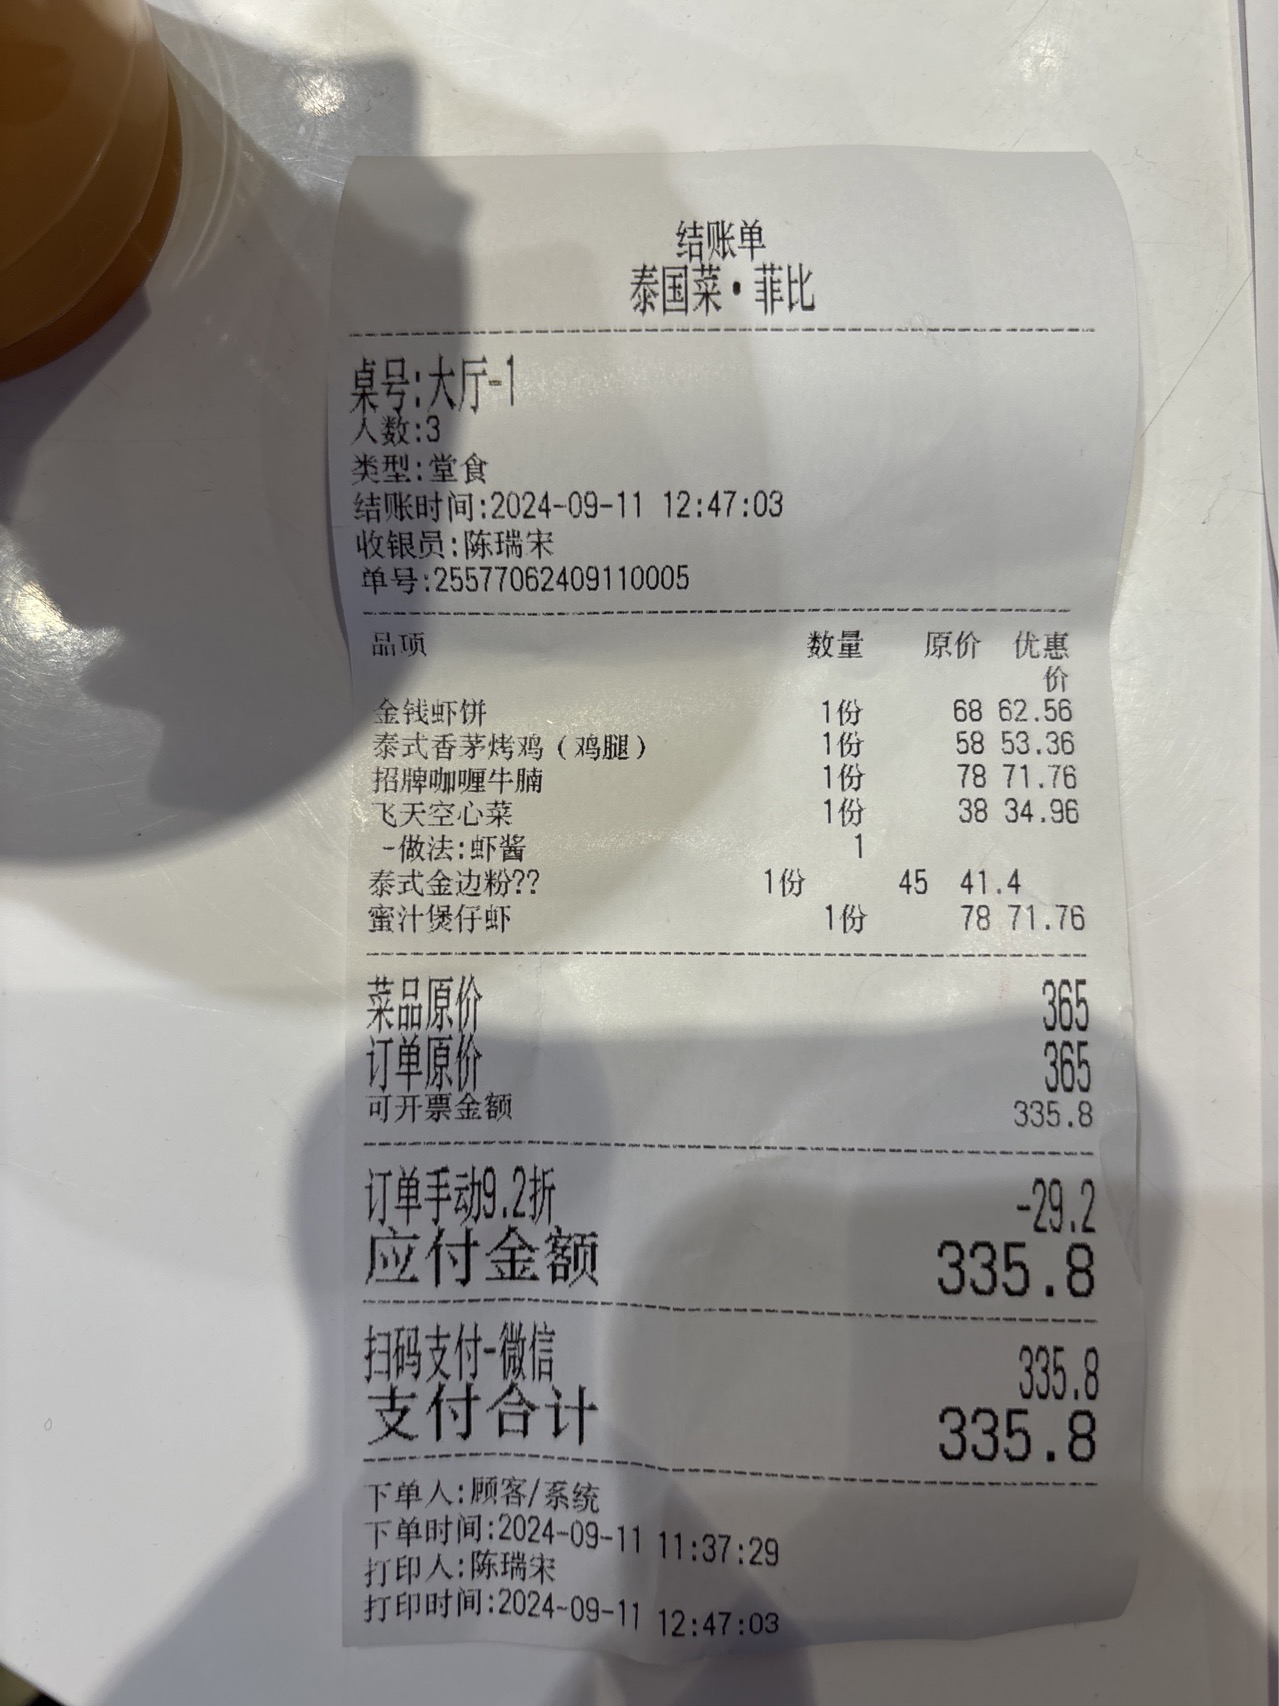 结账单
泰国菜·菲比
桌号:大厅-1
人数:3
类型:堂食
结账时间:2024-09-11 12:47:03
收银员:陈瑞宋
单号:25577062409110005
品项 数量 原价 优惠价
金钱虾饼 1份 68 62.56
泰式香茅烤鸡(鸡腿) 1份 58 53.36
招牌咖喱牛腩 1份 78 71.76
飞天空心菜 1份 38 34.96
-做法:虾酱 1
泰式金边粉?? 1份 45 41.4
蜜汁煲仔虾 1份 78 71.76
菜品原价 365
订单原价 365
可开票金额 335.8
订单手动9.2折 -29.2
应付金额 335.8
扫码支付-微信 335.8
支付合计 335.8
下单人:顾客/系统
下单时间:2024-09-11 11:37:29
打印人:陈瑞宋
打印时间:2024-09-11 12:47:03